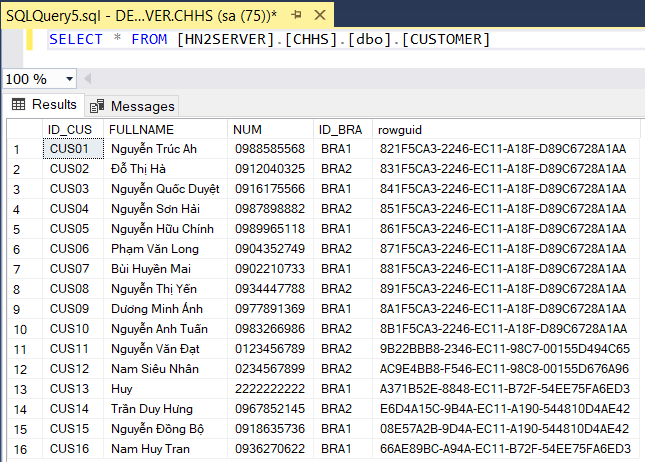 SQLQuery5.sql - DE...VER.CHHS (sa (75))*
SELECT * FROM [HN2SERVER].[CHHS].[dbo].[CUSTOMER]
100 %
Results Messages
ID_CUS FULLNAME NUM ID_BRA rowguid
1 CUS01 Nguyễn Trúc Ah 0988585568 BRA1 821F5CA3-2246-EC11-A18F-D89C6728A1AA
2 CUS02 Đỗ Thị Hà 0912040325 BRA2 831F5CA3-2246-EC11-A18F-D89C6728A1AA
3 CUS03 Nguyễn Quốc Duyệt 0916175566 BRA1 841F5CA3-2246-EC11-A18F-D89C6728A1AA
4 CUS04 Nguyễn Sơn Hải 0987898882 BRA2 851F5CA3-2246-EC11-A18F-D89C6728A1AA
5 CUS05 Nguyễn Hữu Chính 0989965118 BRA1 861F5CA3-2246-EC11-A18F-D89C6728A1AA
6 CUS06 Phạm Văn Long 0904352749 BRA2 871F5CA3-2246-EC11-A18F-D89C6728A1AA
7 CUS07 Bùi Huyền Mai 0902210733 BRA1 881F5CA3-2246-EC11-A18F-D89C6728A1AA
8 CUS08 Nguyễn Thị Yến 0934447788 BRA2 891F5CA3-2246-EC11-A18F-D89C6728A1AA
9 CUS09 Dương Minh Ánh 0977891369 BRA1 8A1F5CA3-2246-EC11-A18F-D89C6728A1AA
10 CUS10 Nguyễn Anh Tuấn 0983266986 BRA2 8B1F5CA3-2246-EC11-A18F-D89C6728A1AA
11 CUS11 Nguyễn Văn Đạt 0123456789 BRA2 9B22BBB8-2346-EC11-98C7-00155D494C65
12 CUS12 Nam Siêu Nhân 0234567899 BRA2 AC9E4BB8-F546-EC11-98C8-00155D676A96
13 CUS13 Huy 2222222222 BRA1 A371B52E-8848-EC11-B72F-54EE75FA6ED3
14 CUS14 Trần Duy Hưng 0967852145 BRA2 E6D4A15C-9B4A-EC11-A190-544810D4AE42
15 CUS15 Nguyễn Đồng Bộ 0918635736 BRA1 08E57A2B-9D4A-EC11-A190-544810D4AE42
16 CUS16 Nam Huy Tran 0936270622 BRA1 66AE89BC-A94A-EC11-B72F-54EE75FA6ED3